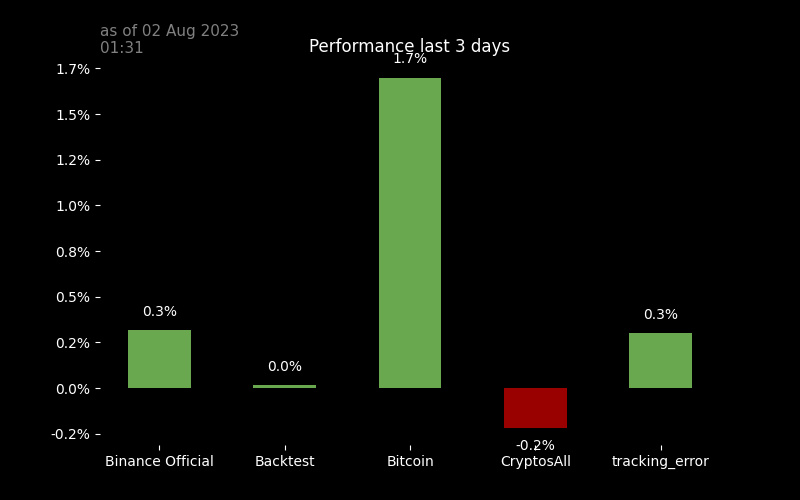 as of 02 Aug 2023
01:31
Performance last 3 days
1.7%
1.7%
1.5%
1.2%
1.0%
0.8%
0.5%
0.3%
0.3%
0.2%
0.0%
0.0%
-0.2%
-0.2%
Binance Official
Backtest
Bitcoin
CryptosAll
tracking_error